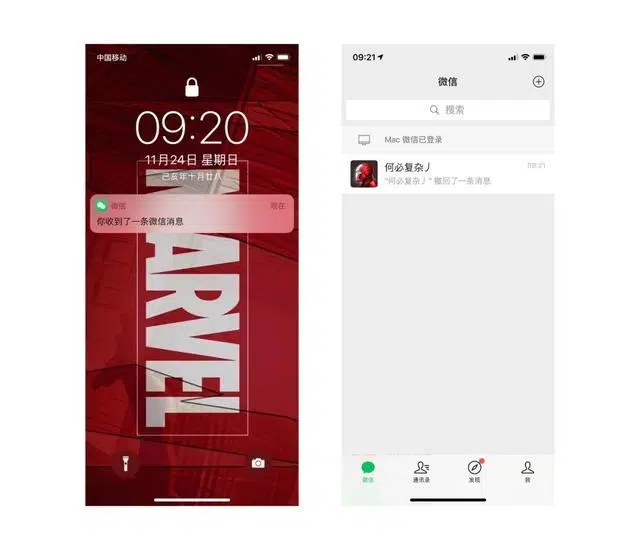 中国移动
09:20
11月24日 星期日
己亥年十月廿八
微信
现在
你收到了一条微信消息
MARVEL
09:21
微信
搜索
Mac 微信已登录
何必复杂丿
09:21
"何必复杂丿" 撤回了一条消息
微信
通讯录
发现
我